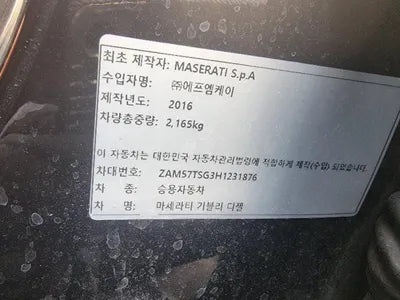 최초 제작자: MASERATI S.p.A
수입자명: ㈜에프엠케이
제작년도: 2016
차량총중량: 2,165kg
이 자동차는 대한민국 자동차관리법령에 적합하게 제작(수입) 되었습니다.
차대번호: ZAM57TSG3H1231876
차 종: 승용자동차
차 명: 마세라티 기블리 디젤